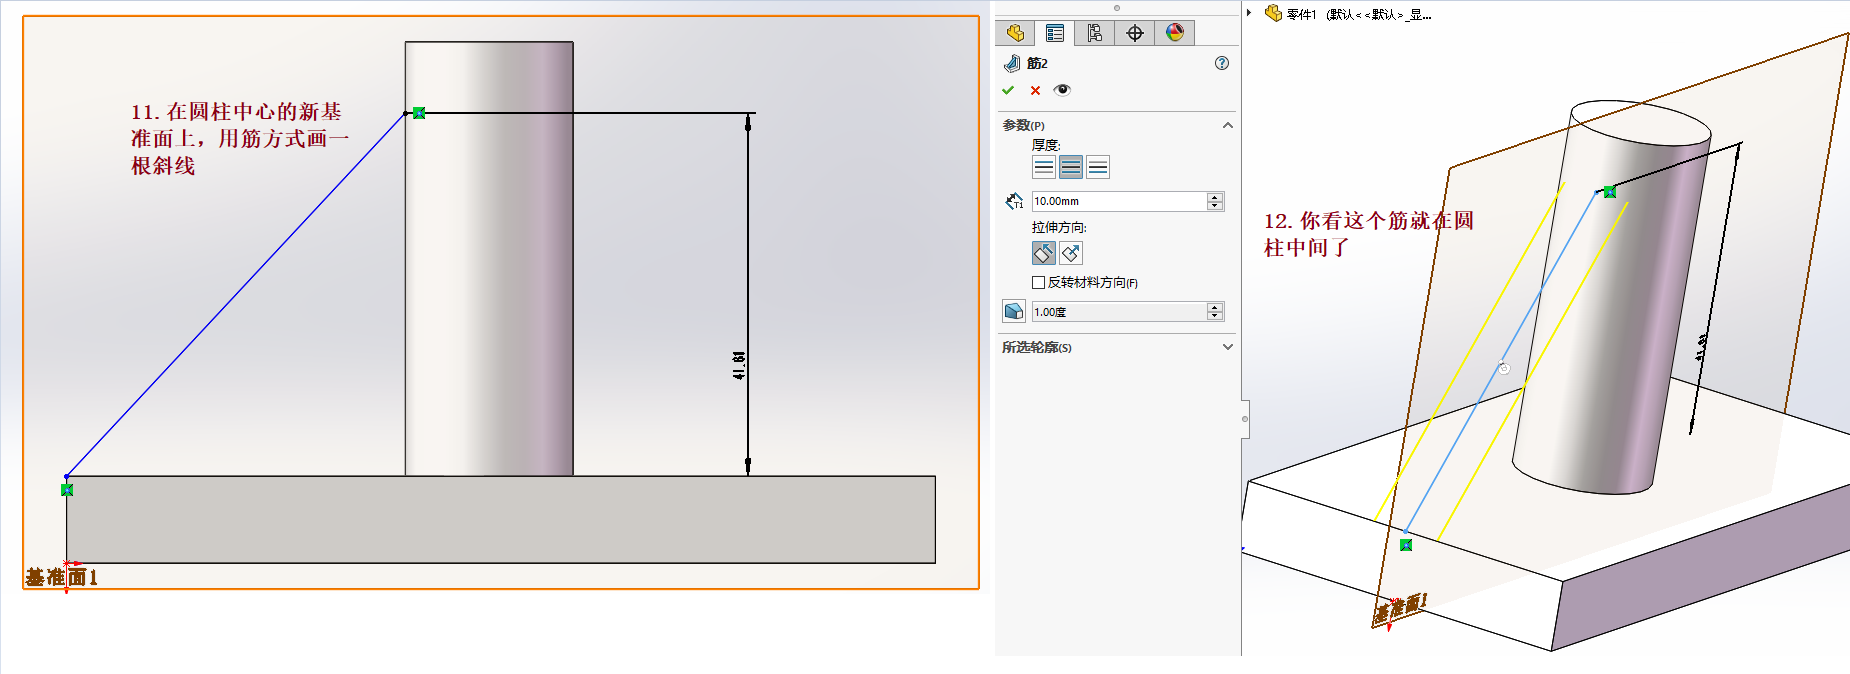 11.在圆柱中心的新基
准面上，用筋方式画一
根斜线
41.61
基准面1
筋2
参数(P)
厚度:
T1
10.00mm
拉伸方向:
反转材料方向(F)
1.00度
所选轮廓(S)
零件1 (默认<<默认>_显...
12.你看这个筋就在圆
柱中间了
41.61
基准面1